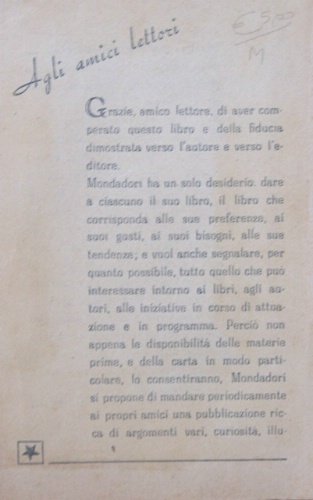 € 5,00
M
Agli amici lettori
Grazie, amico lettore, di aver com-
perato questo libro e della fiducia
dimostrata verso l'autore e verso l'e-
ditore.
Mondadori ha un solo desiderio: dare
a ciascuno il suo libro, il libro che
corrisponda alle sue preferenze, ai
suoi gusti, ai suoi bisogni, alle sue
tendenze; e vuol anche segnalare, per
quanto possibile, tutto quello che può
interessare intorno ai libri, agli au-
tori, alle iniziative in corso di attua-
zione e in programma. Perciò non
appena le disponibilità delle materie
prime, e della carta in modo parti-
colare, lo consentiranno, Mondadori
si propone di mandare periodicamente
ai propri amici una pubblicazione ric-
ca di argomenti vari, curiosità, illu-